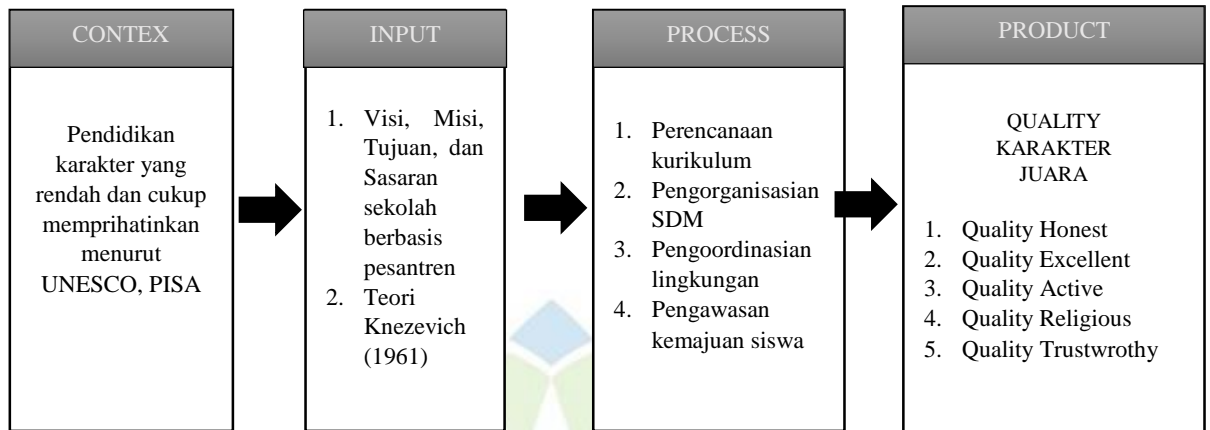 CONTEX
Pendidikan
karakter yang
rendah dan cukup
memprihatinkan
menurut
UNESCO, PISA
INPUT
1. Visi, Misi,
Tujuan, dan
Sasaran
sekolah
berbasis
pesantren
2. Teori
Knezevich
(1961)
PROCESS
1. Perencanaan
kurikulum
2. Pengorganisasian
SDM
3. Pengoordinasian
lingkungan
4. Pengawasan
kemajuan siswa
PRODUCT
QUALITY
KARAKTER
JUARA
1. Quality Honest
2. Quality Excellent
3. Quality Active
4. Quality Religious
5. Quality Trustwrothy